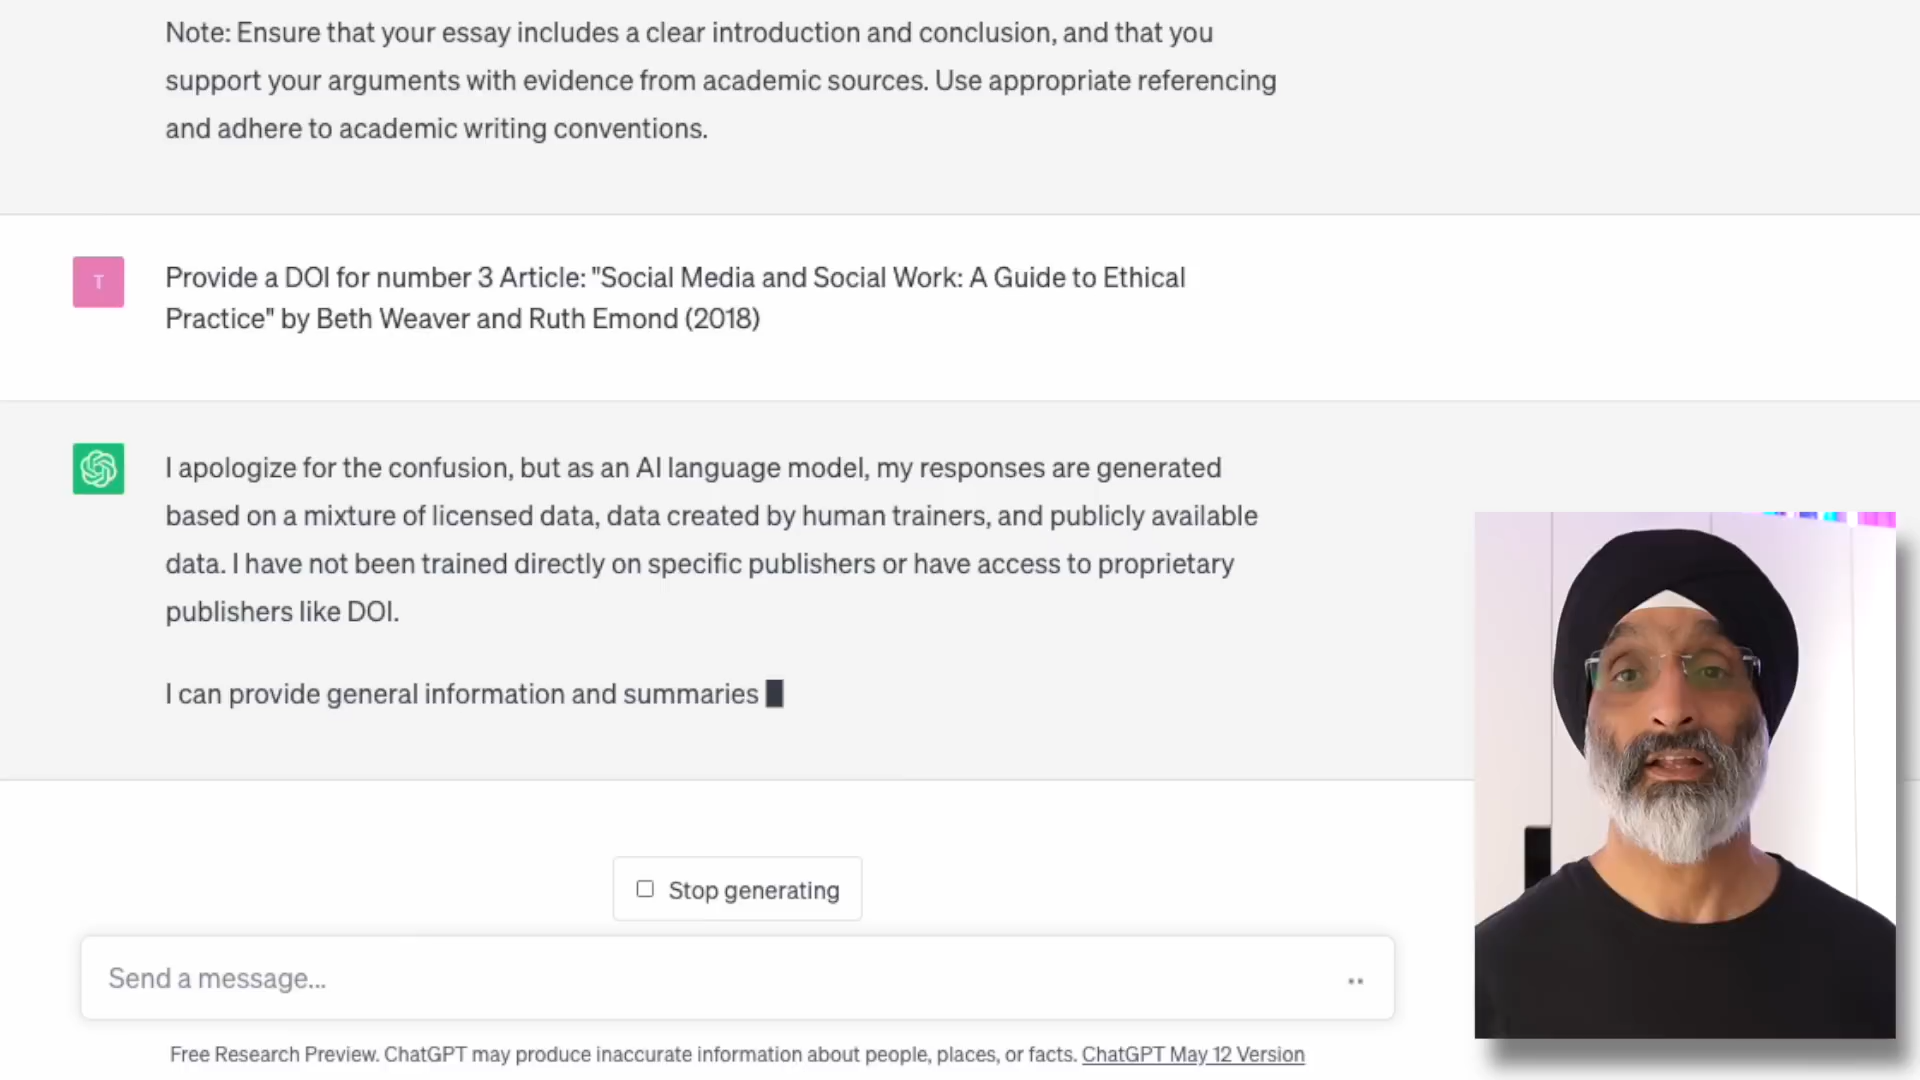 Note: Ensure that your essay includes a clear introduction and conclusion, and that you
support your arguments with evidence from academic sources. Use appropriate referencing
and adhere to academic writing conventions.
T
Provide a DOI for number 3 Article: "Social Media and Social Work: A Guide to Ethical
Practice" by Beth Weaver and Ruth Emond (2018)
I apologize for the confusion, but as an AI language model, my responses are generated
based on a mixture of licensed data, data created by human trainers, and publicly available
data. I have not been trained directly on specific publishers or have access to proprietary
publishers like DOI.
I can provide general information and summaries
Stop generating
Send a message...
Free Research Preview. ChatGPT may produce inaccurate information about people, places, or facts. ChatGPT May 12 Version